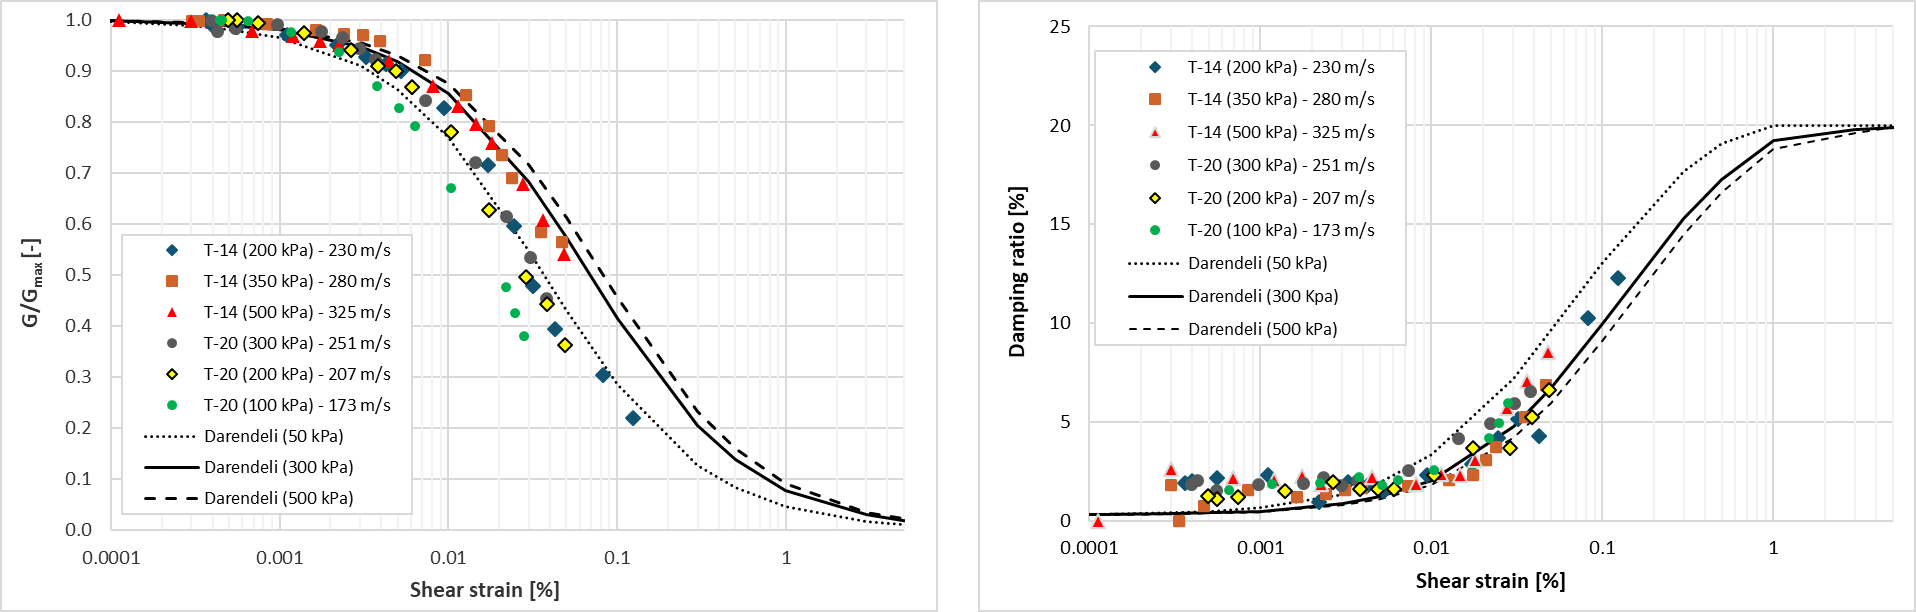 1.0
0.9
0.8
0.7
0.6
0.5
0.4
0.3
0.2
0.1
0.0
G/Gmax [-]
T-14 (200 kPa) - 230 m/s
T-14 (350 kPa) - 280 m/s
T-14 (500 kPa) - 325 m/s
T-20 (300 kPa) - 251 m/s
T-20 (200 kPa) - 207 m/s
T-20 (100 kPa) - 173 m/s
Darendeli (50 kPa)
Darendeli (300 kPa)
Darendeli (500 kPa)
0.0001 0.001 0.01 0.1 1
Shear strain [%]
25
20
15
10
5
0
Damping ratio [%]
T-14 (200 kPa) - 230 m/s
T-14 (350 kPa) - 280 m/s
T-14 (500 kPa) - 325 m/s
T-20 (300 kPa) - 251 m/s
T-20 (200 kPa) - 207 m/s
T-20 (100 kPa) - 173 m/s
Darendeli (50 kPa)
Darendeli (300 Kpa)
Darendeli (500 kPa)
0.0001 0.001 0.01 0.1 1
Shear strain [%]